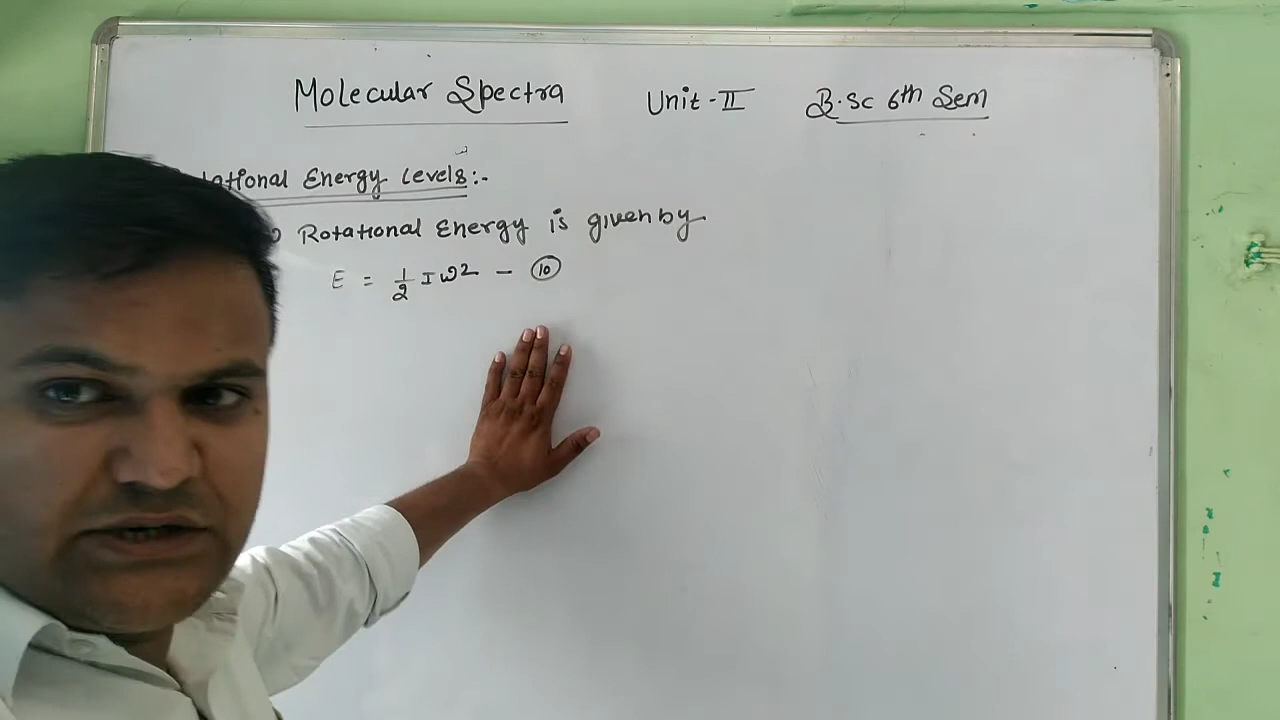 Molecular Spectra Unit-II B.Sc 6th Sem
Energy Levels:-
Rotational Energy is given by
E = 1/2 Iω2 - 10